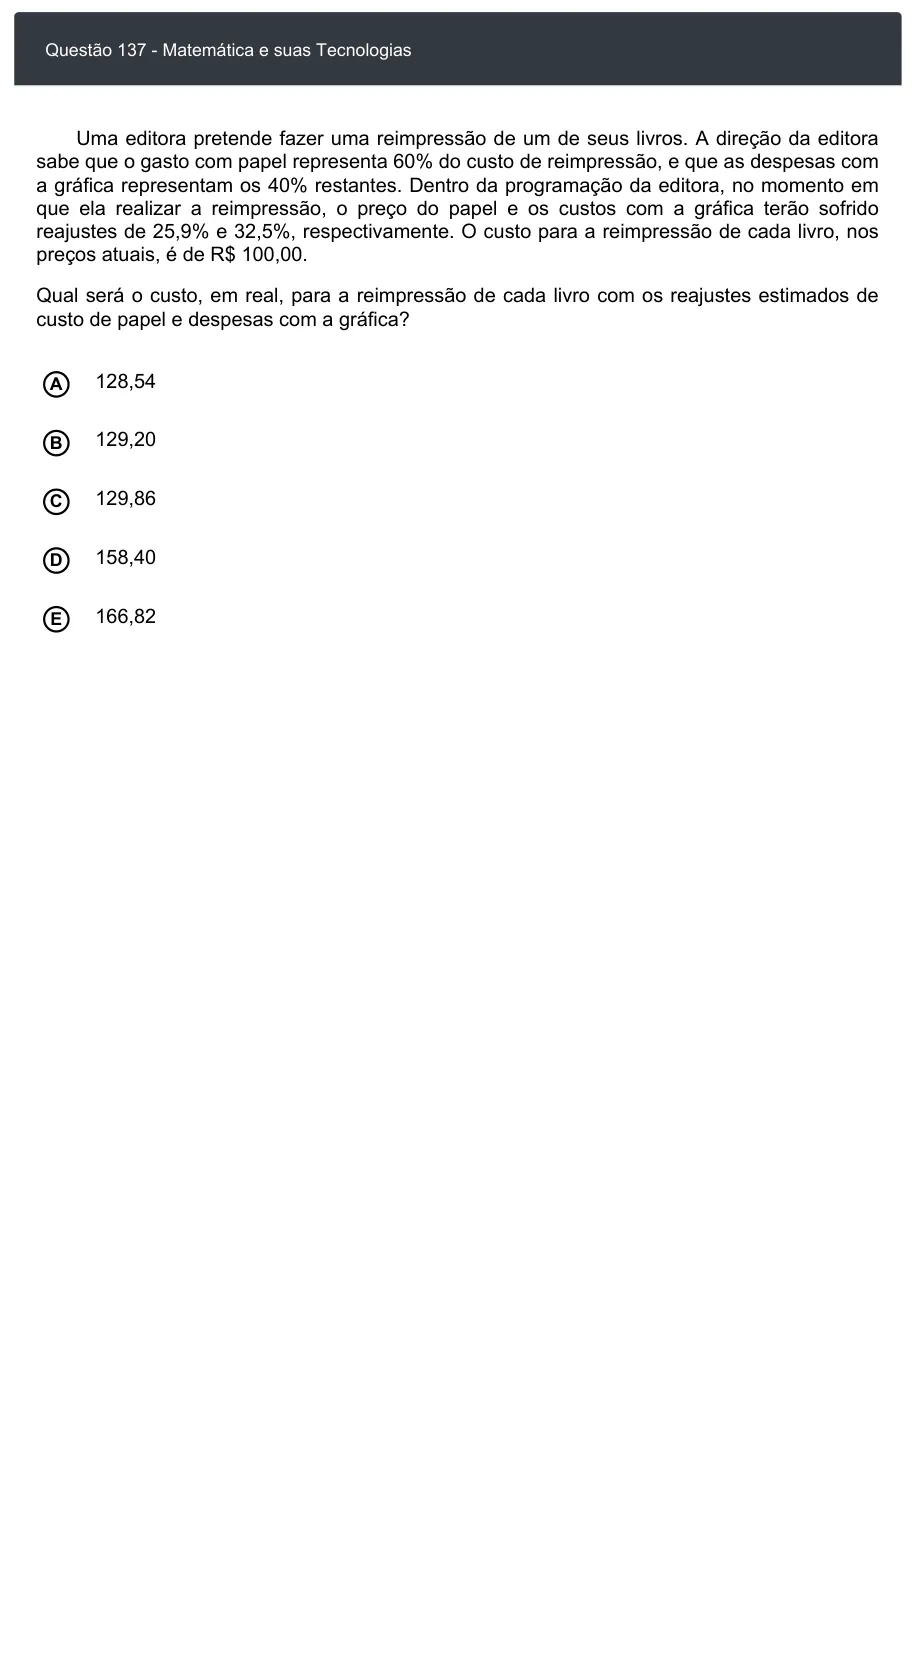 Questão 137 - Matemática e suas Tecnologias
Uma editora pretende fazer uma reimpressão de um de seus livros. A direção da editora
sabe que o gasto com papel representa 60% do custo de reimpressão, e que as despesas com
a gráfica representam os 40% restantes. Dentro da programação da editora, no momento em
que ela realizar a reimpressão, o preço do papel e os custos com a gráfica terão sofrido
reajustes de 25,9% e 32,5%, respectivamente. O custo para a reimpressão de cada livro, nos
preços atuais, é de R$ 100,00.
Qual será o custo, em real, para a reimpressão de cada livro com os reajustes estimados de
custo de papel e despesas com a gráfica?
A 128,54
B 129,20
C 129,86
D 158,40
E 166,82